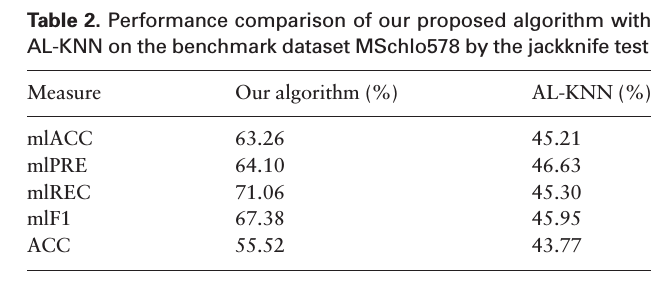 Table 2. Performance comparison of our proposed algorithm with
AL-KNN on the benchmark dataset MSchlo578 by the jackknife test
Measure Our algorithm (%) AL-KNN (%)
mlACC 63.26 45.21
mlPRE 64.10 46.63
mlREC 71.06 45.30
mlF1 67.38 45.95
ACC 55.52 43.77